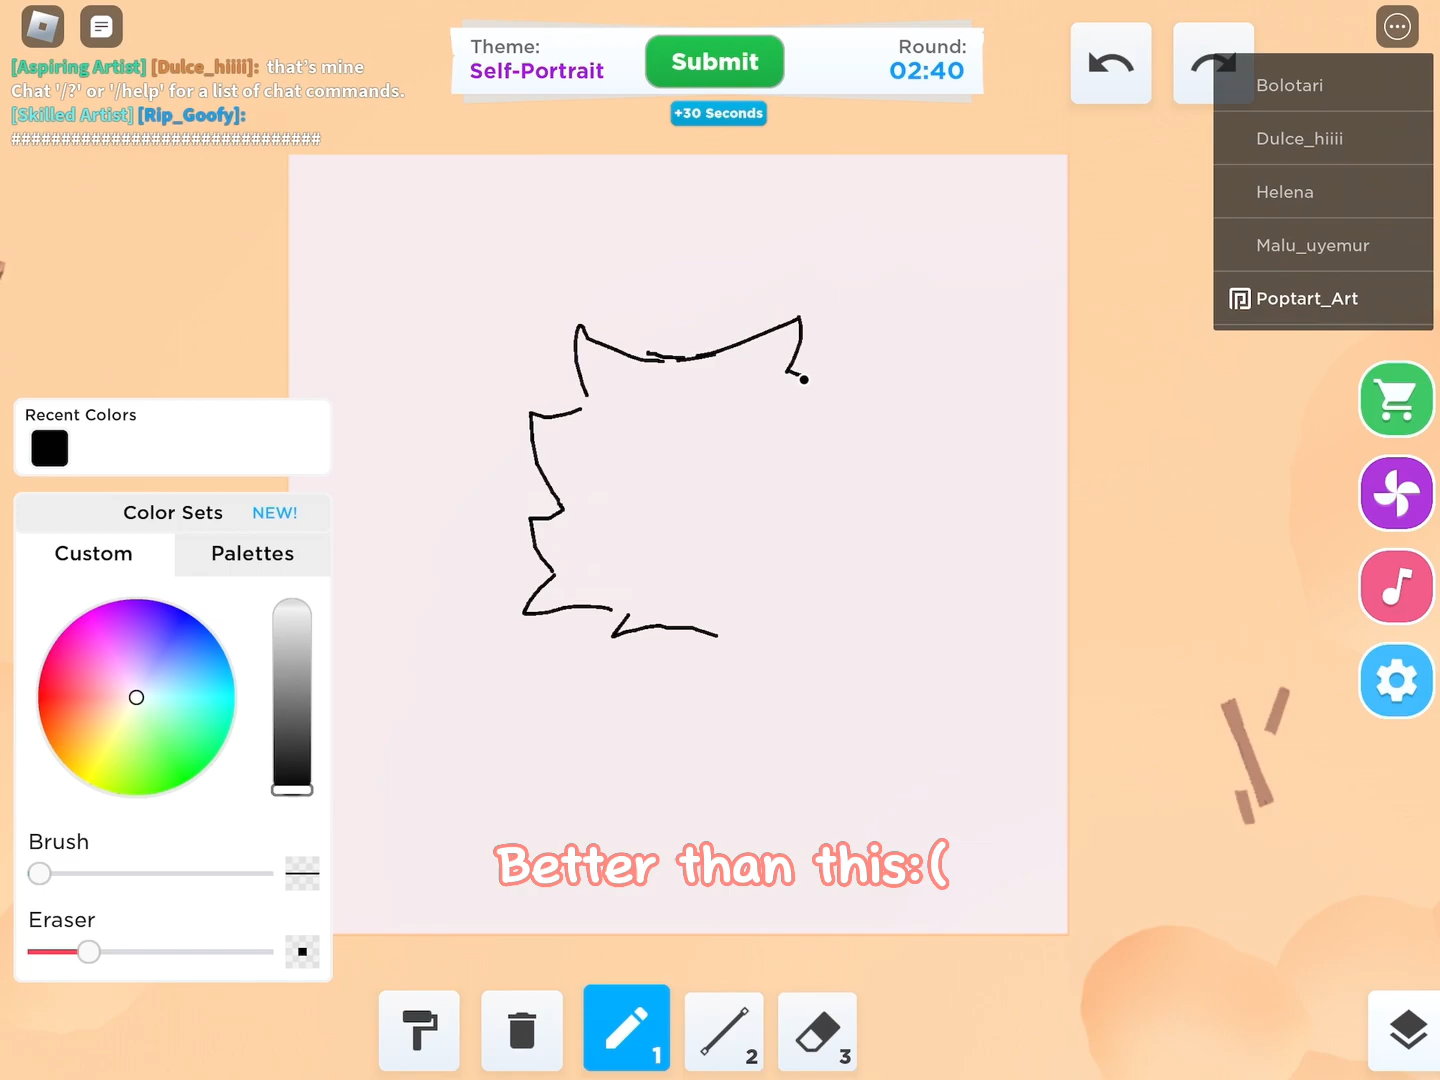 [Aspiring Artist] [Dulce_hiiii]: that's mine
Chat '/?' or '/help' for a list of chat commands.
[Skilled Artist] [Rip_Goofy]:
###############################
Theme:
Self-Portrait
Submit
Round:
02:40
+30 Seconds
Bolotari
Dulce_hiiii
Helena
Malu_uyemur
Poptart_Art
Recent Colors
Color Sets NEW!
Custom Palettes
Brush
Eraser
Better than this:(
1
2
3